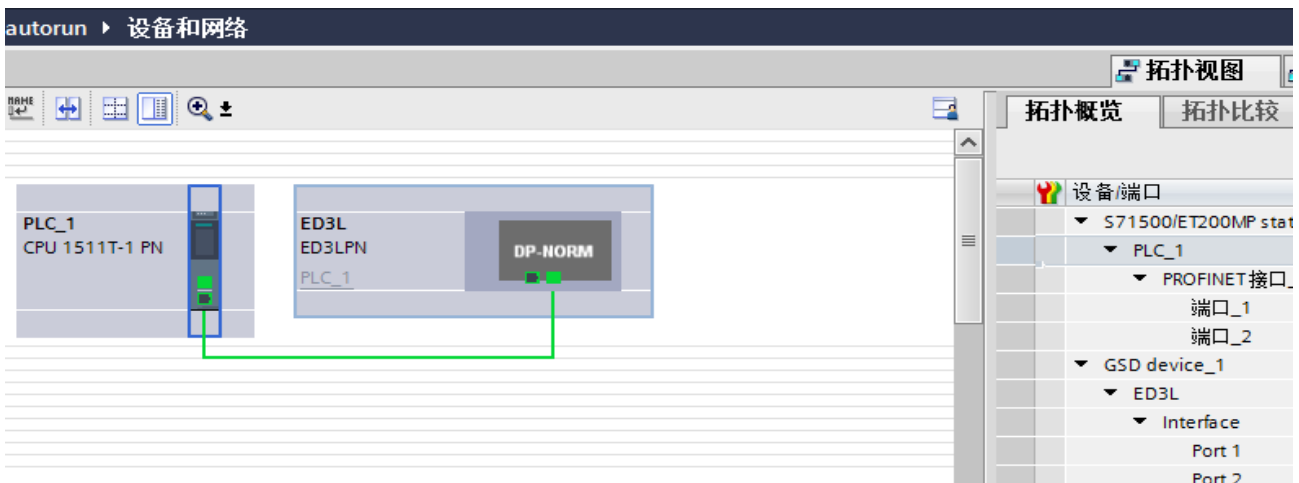 autorun ▸ 设备和网络
拓扑视图
拓扑概览
拓扑比较
设备/端口
S71500/ET200MP stat
PLC_1
PROFINET接口_
端口_1
端口_2
GSD device_1
ED3L
Interface
Port 1
Port 2
PLC_1
CPU 1511T-1 PN
ED3L
ED3LPN
PLC_1
DP-NORM
NAME